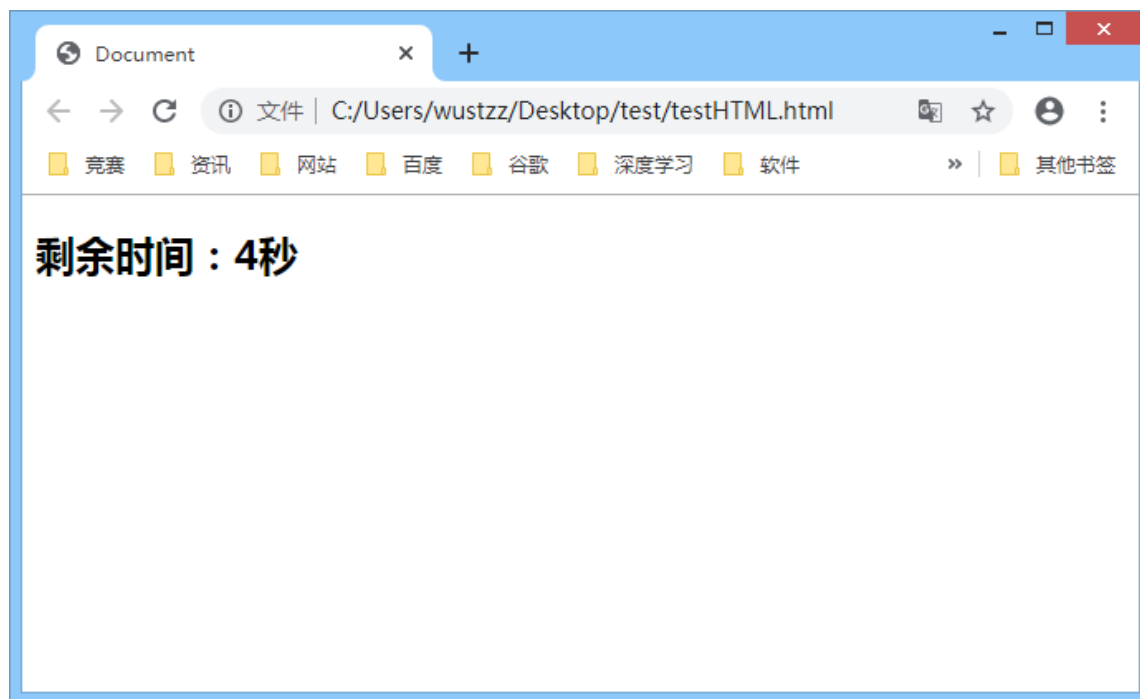 Document
文件 C:/Users/wustzz/Desktop/test/testHTML.html
竞赛 资讯 网站 百度 谷歌 深度学习 软件 » 其他书签
剩余时间：4秒